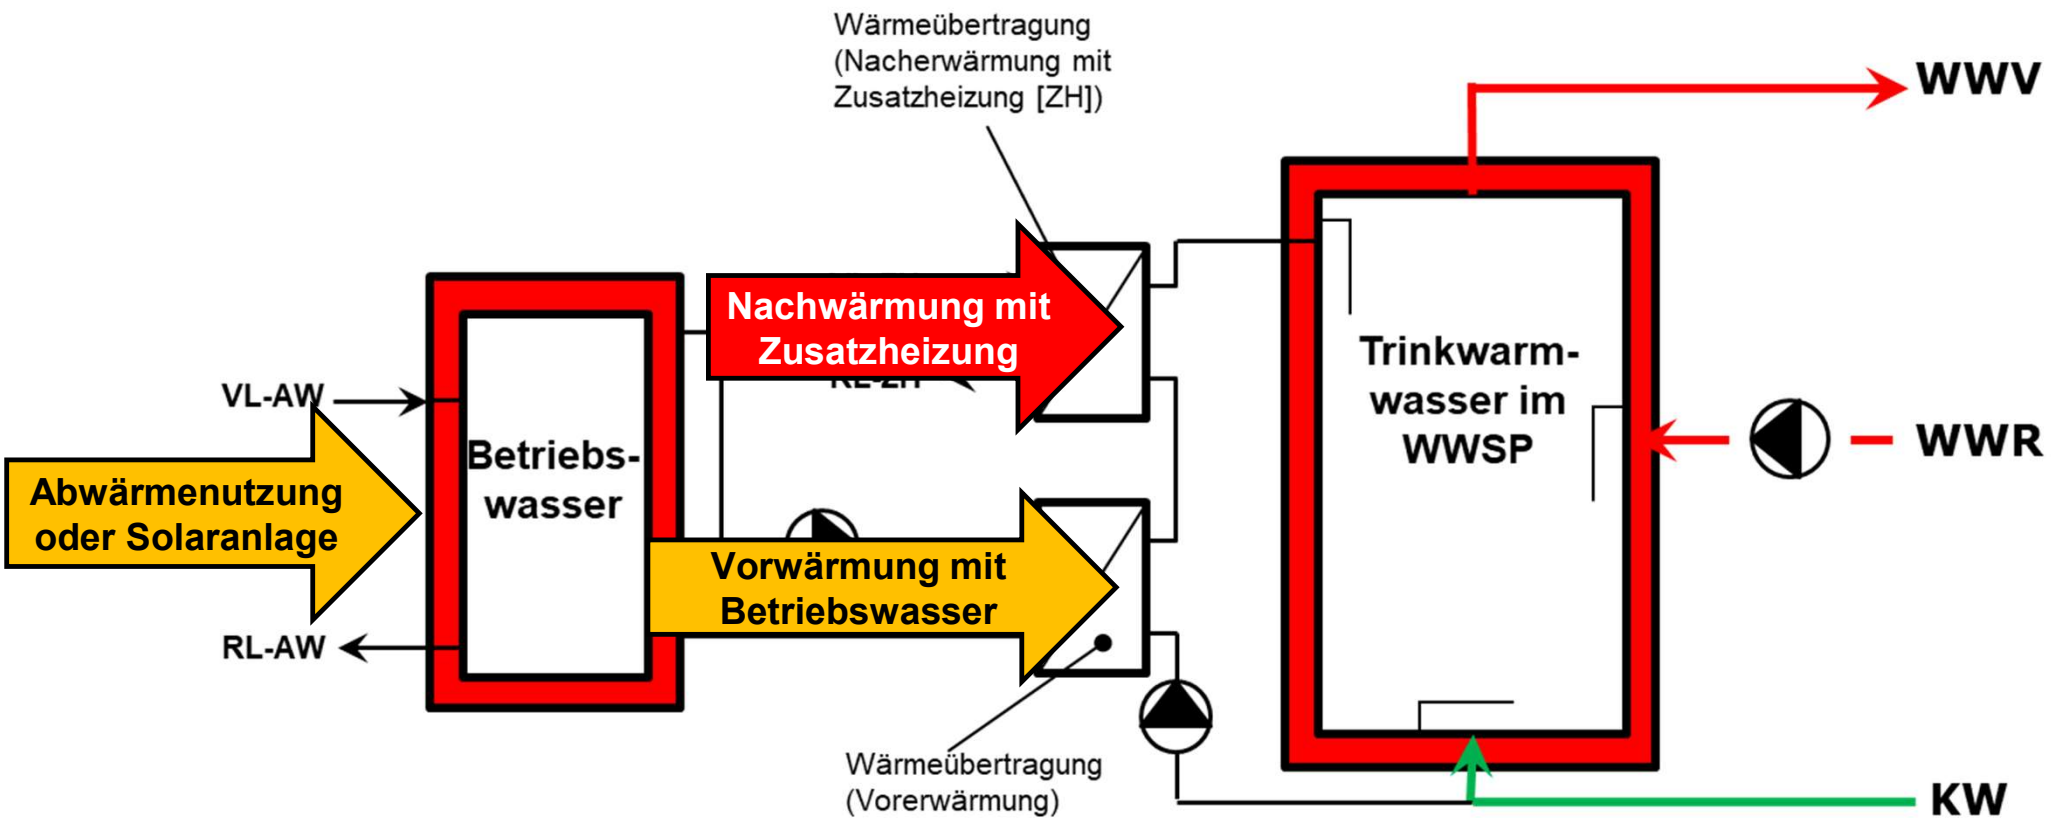 Wärmeübertragung
(Nacherwärmung mit
Zusatzheizung [ZH])
WWV
Nachwärmung mit
Zusatzheizung
VL-AW
Trinkwarm-
wasser im
WWSP
WWR
Betriebs-
wasser
Abwärmenutzung
oder Solaranlage
Vorwärmung mit
Betriebswasser
RL-AW
Wärmeübertragung
(Vorerwärmung)
KW